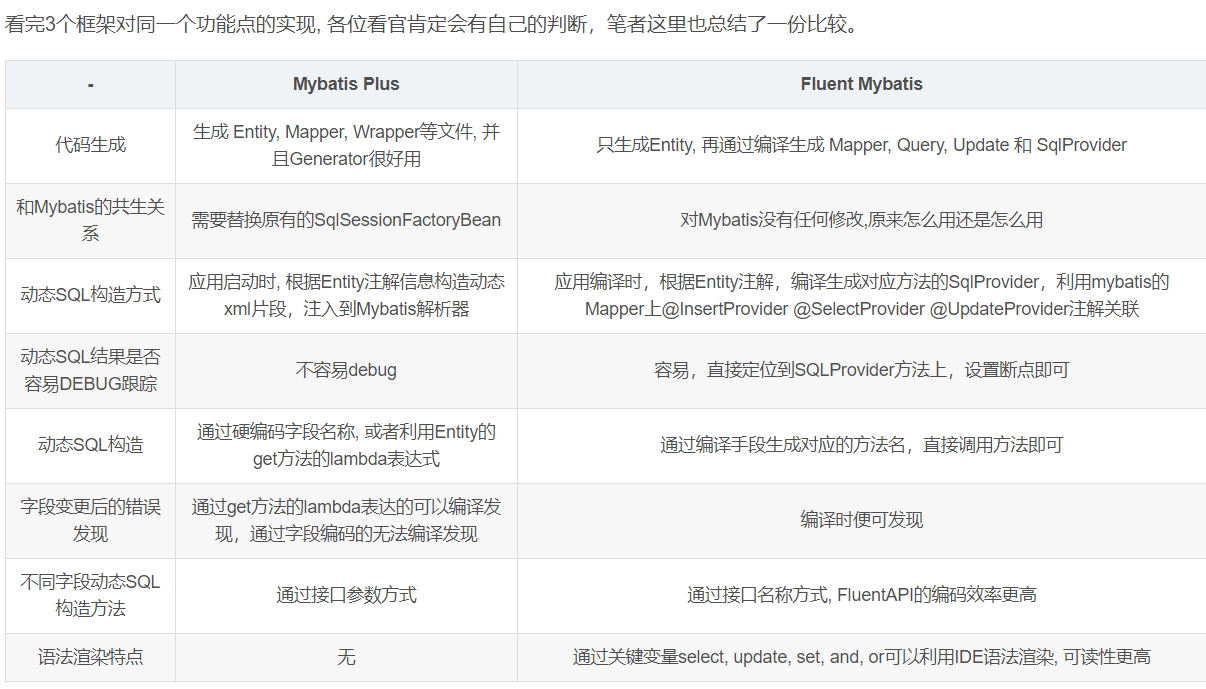 看完3个框架对同一个功能点的实现, 各位看官肯定会有自己的判断，笔者这里也总结了一份比较。
-
Mybatis Plus
Fluent Mybatis
代码生成
生成 Entity, Mapper, Wrapper等文件, 并
且Generator很好用
只生成Entity, 再通过编译生成 Mapper, Query, Update 和 SqlProvider
和Mybatis的共生关
系
需要替换原有的SqlSessionFactoryBean
对Mybatis没有任何修改,原来怎么用还是怎么用
动态SQL构造方式
应用启动时, 根据Entity注解信息构造动态
xml片段，注入到Mybatis解析器
应用编译时，根据Entity注解，编译生成对应方法的SqlProvider，利用mybatis的
Mapper上@InsertProvider @SelectProvider @UpdateProvider注解关联
动态SQL结果是否
容易DEBUG跟踪
不容易debug
容易，直接定位到SQLProvider方法上，设置断点即可
动态SQL构造
通过硬编码字段名称, 或者利用Entity的
get方法的lambda表达式
通过编译手段生成对应的方法名，直接调用方法即可
字段变更后的错误
发现
通过get方法的lambda表达的可以编译发
现，通过字段编码的无法编译发现
编译时便可发现
不同字段动态SQL
构造方法
通过接口参数方式
通过接口名称方式, FluentAPI的编码效率更高
语法渲染特点
无
通过关键变量select, update, set, and, or可以利用IDE语法渲染, 可读性更高